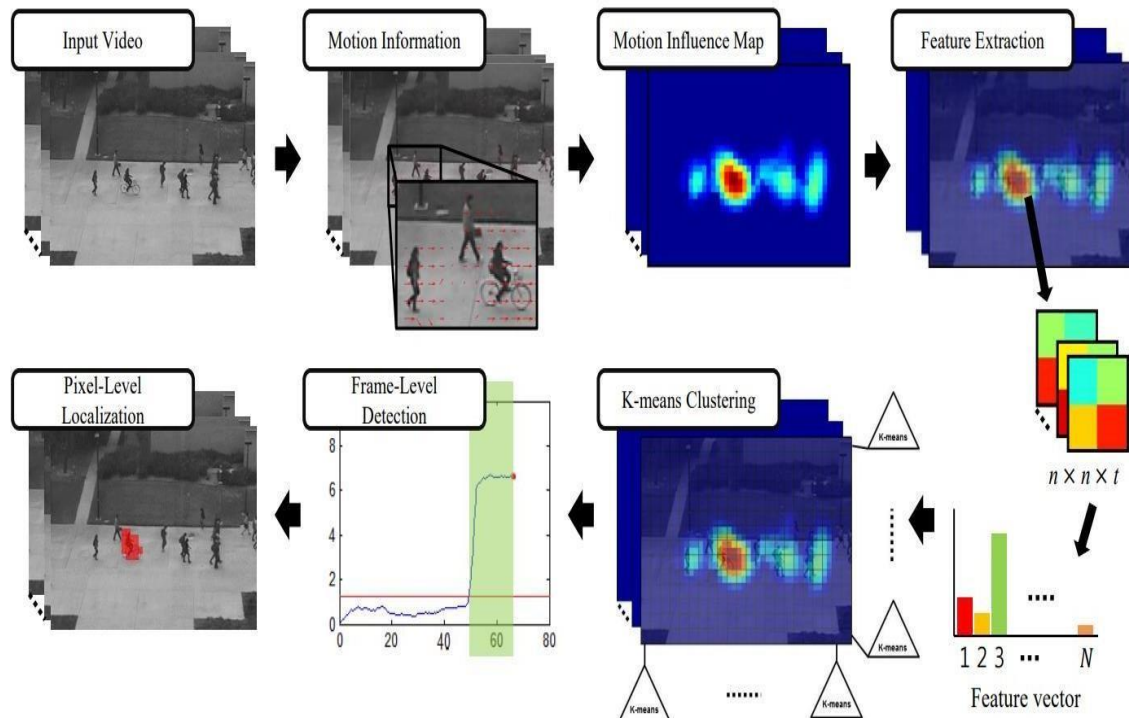 Input Video
Motion Information
Motion Influence Map
Feature Extraction
n × n × t
Feature vector
1 2 3 ... N
K-means Clustering
K-means
K-means
K-means
K-means
Frame-Level
Detection
8
6
4
2
0
0 20 40 60 80
Pixel-Level
Localization